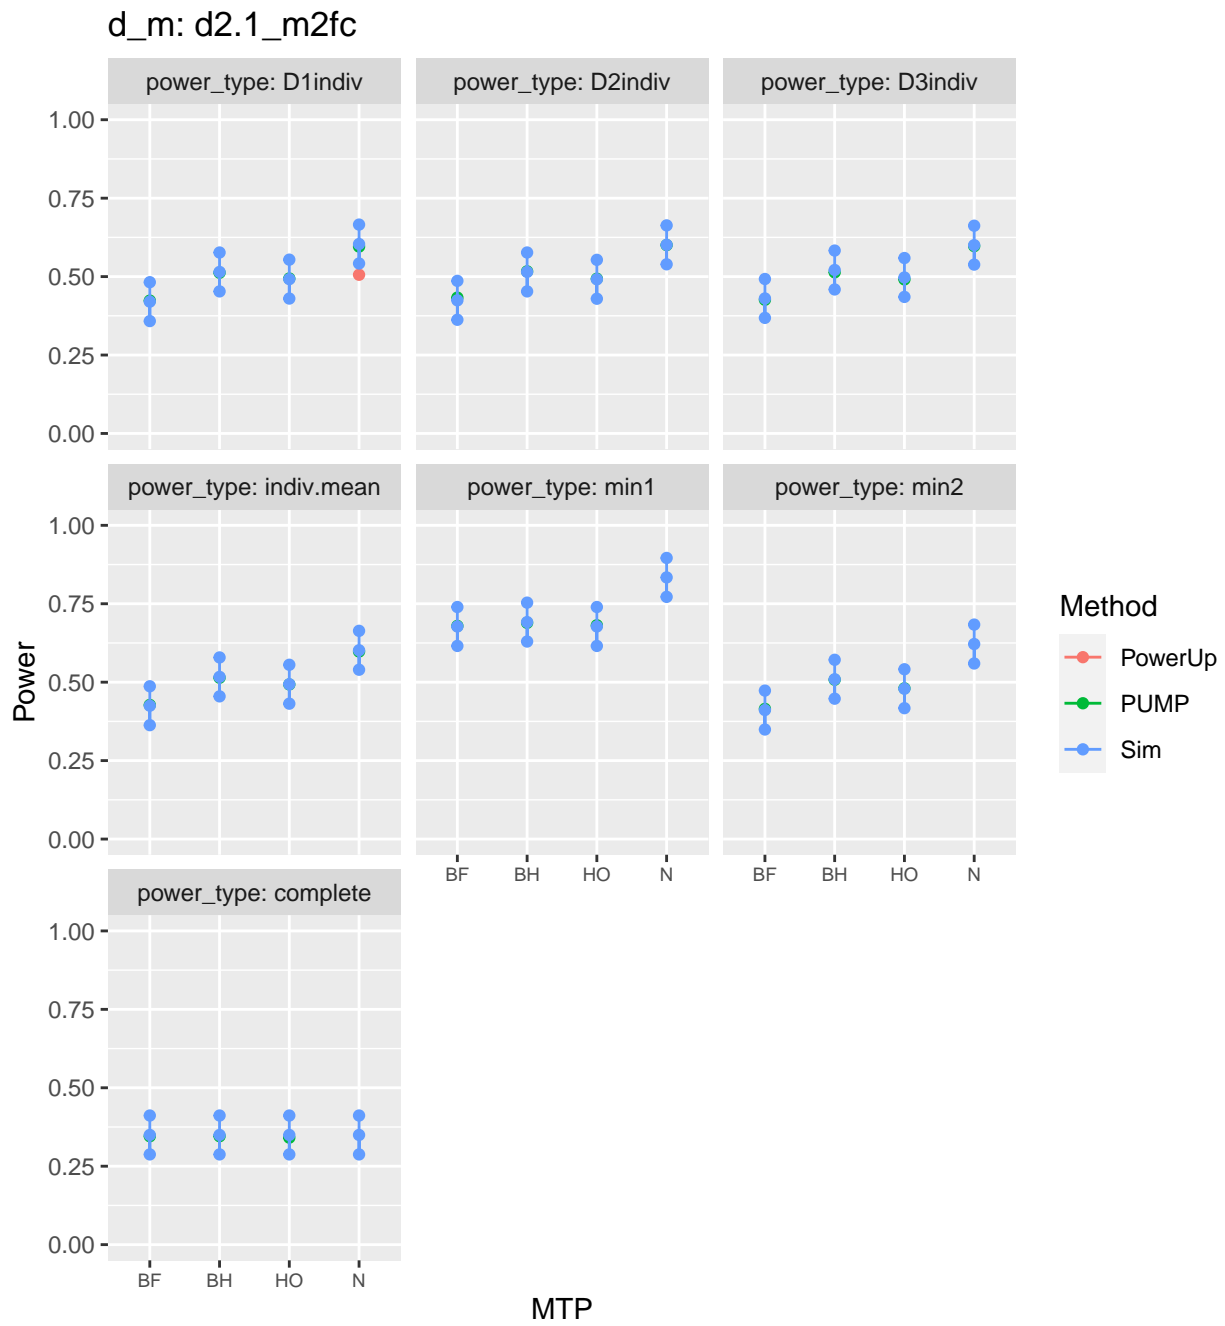 d_m: d2.1_m2fc
power_type: D1indiv
power_type: D2indiv
power_type: D3indiv
1.00
0.75
0.50
0.25
0.00
power_type: indiv.mean
power_type: min1
power_type: min2
1.00
0.75
0.50
0.25
0.00
BF BH HO N
BF BH HO N
power_type: complete
1.00
0.75
0.50
0.25
0.00
BF BH HO N
Power
MTP
Method
PowerUp
PUMP
Sim